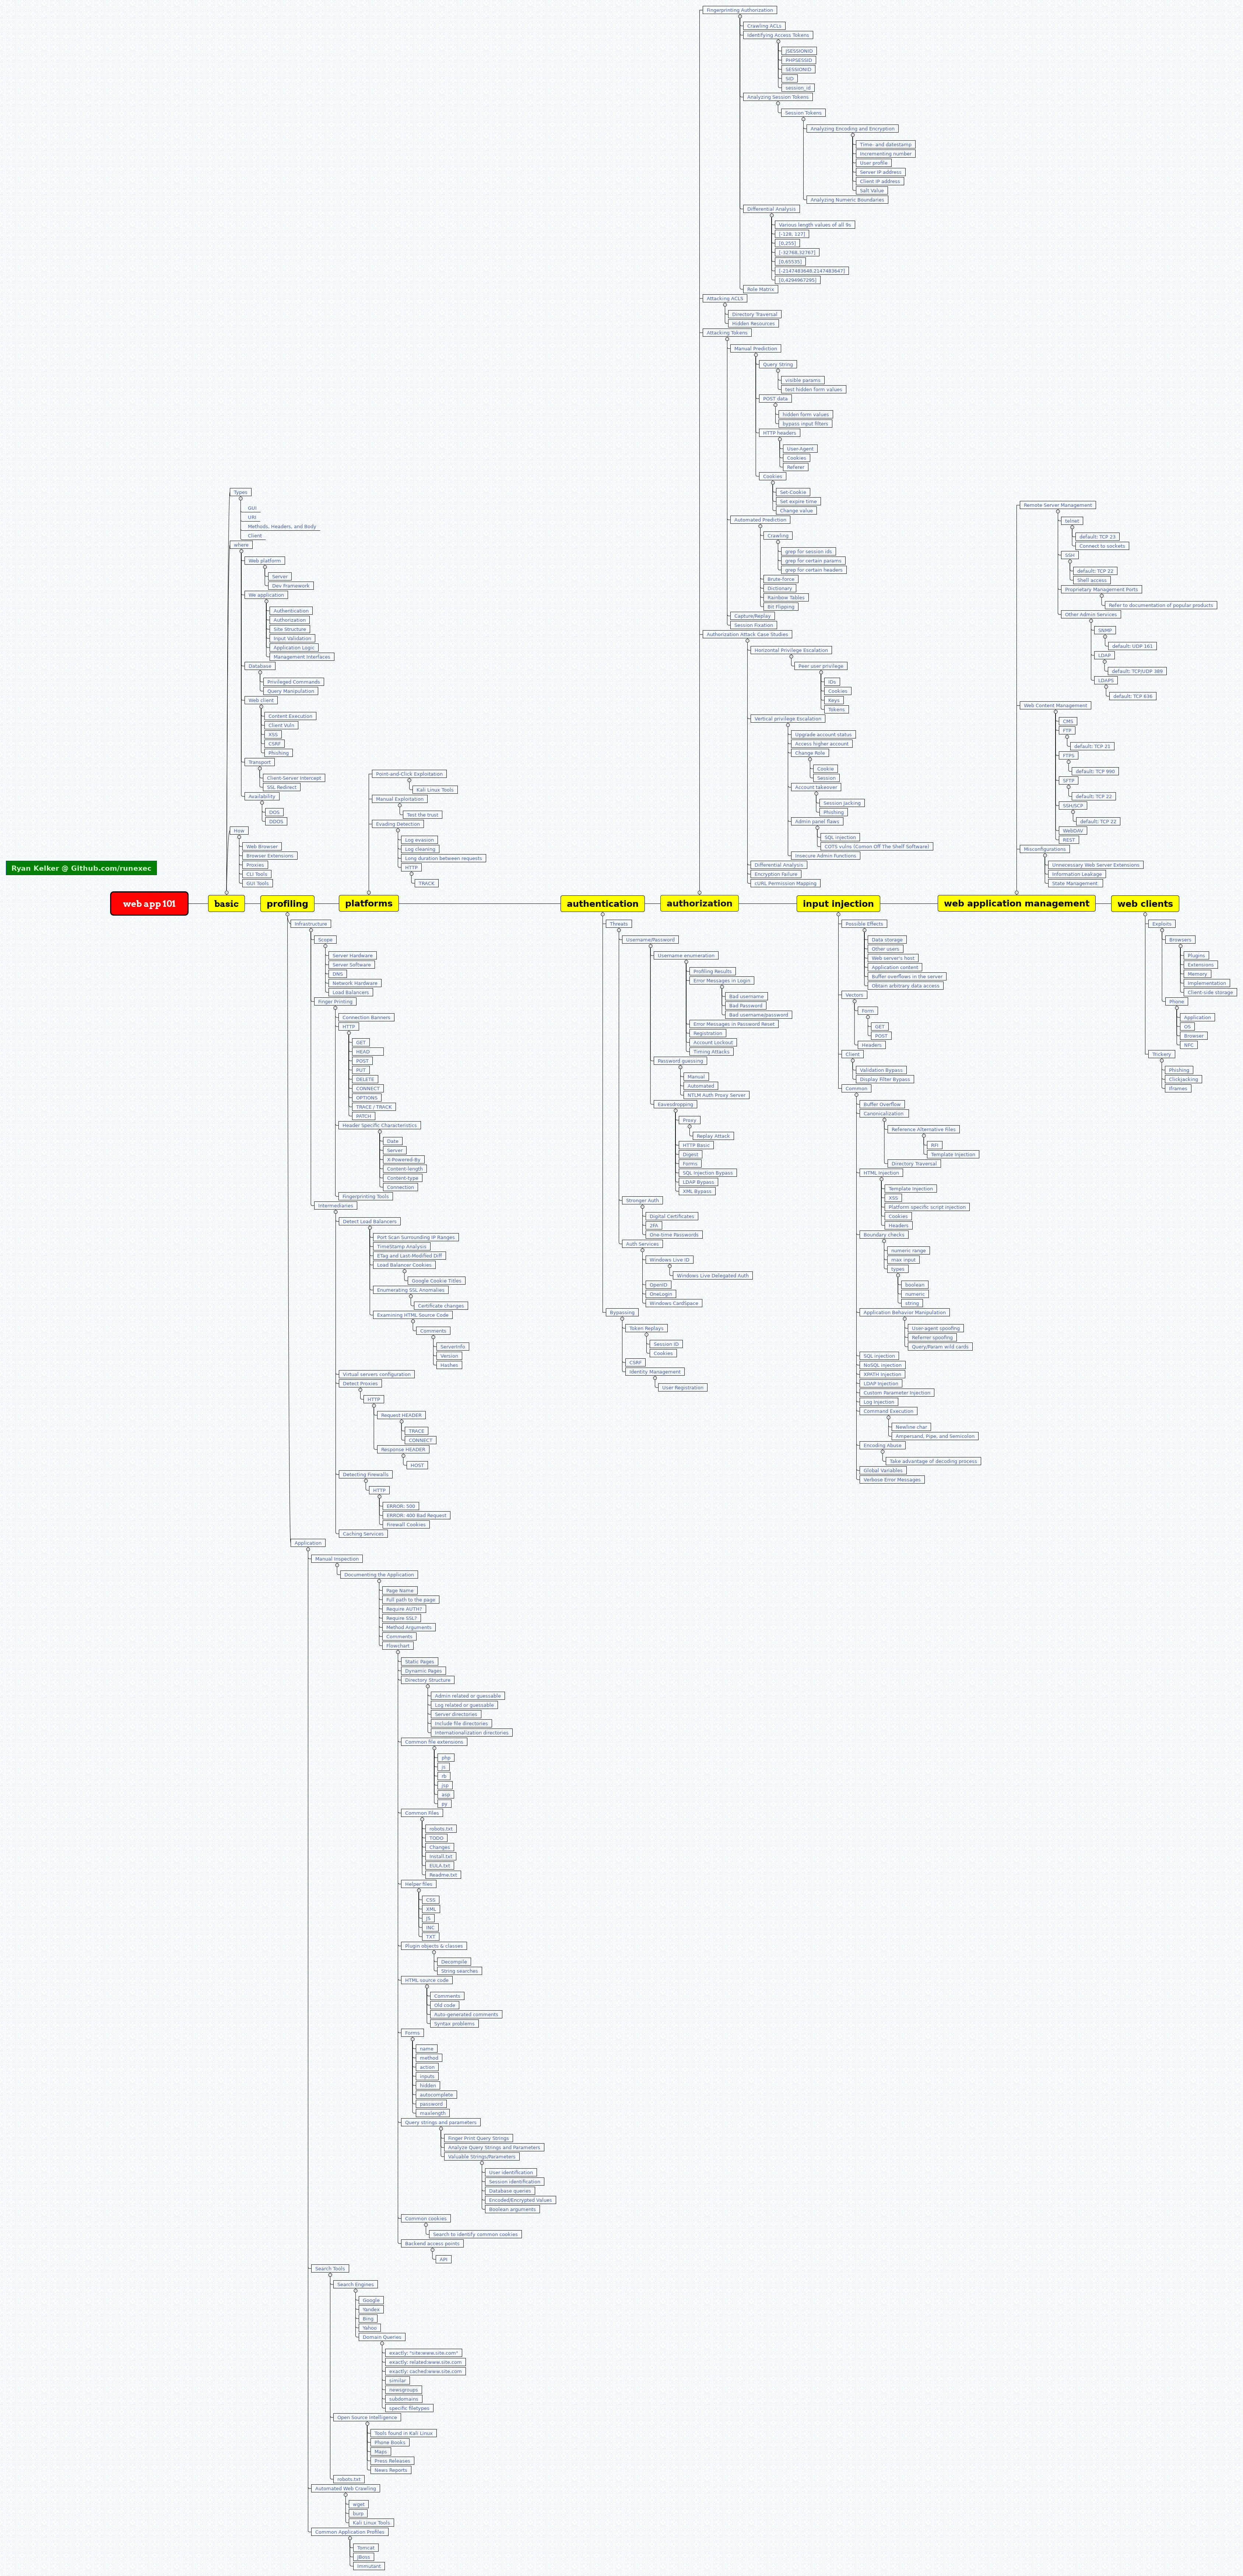 Ryan Kelker @ Github.com/runexec
web app 101
basic
Typen
GUI
URI
Methods, Headers, and Body
Client
where
Web platform
Server
Dev Framework
We application
Authentication
Authorization
Site Structure
Input Validation
Application Logic
Management Interfaces
Database
Privileged Commands
Query Manipulation
Web client
Content Execution
Client Vuln
XSS
CSRF
Phishing
Transport
Client-Server Intercept
SSL Redirect
Availability
DOS
DDOS
How
Web Browser
Browser Extensions
Proxies
CLI Tools
GUI Tools
profiling
Infrastructure
Scope
Server Hardware
Server Software
DNS
Network Hardware
Load Balancers
Finger Printing
Connection Banners
HTTP
GET
HEAD
POST
PUT
DELETE
CONNECT
OPTIONS
TRACE / TRACK
PATCH
Header Specific Characteristics
Date
Server
X-Powered-By
Content-length
Content-type
Connection
Fingerprinting Tools
Intermediaries
Detect Load Balancers
Port Scan Surrounding IP Ranges
TimeStamp Analysis
ETag and Last-Modified Diff
Load Balancer Cookies
Google Cookie Titles
Enumerating SSL Anomalies
Certificate changes
Examining HTML Source Code
Comments
ServerInfo
Version
Hashes
Virtual servers configuration
Detect Proxies
HTTP
Request HEADER
TRACE
CONNECT
Response HEADER
HOST
Detecting Firewalls
HTTP
ERROR: 500
ERROR: 400 Bad Request
Firewall Cookies
Caching Services
Application
Manual Inspection
Documenting the Application
Page Name
Full path to the page
Require AUTH?
Require SSL?
Method Arguments
Comments
Flowchart
Static Pages
Dynamic Pages
Directory Structure
Admin related or guessable
Log related or guessable
Server directories
Include file directories
Internationalization directories
Common file extensions
php
js
rb
jsp
asp
py
Common Files
robots.txt
TODO
Changes
Install.txt
EULA.txt
Readme.txt
Helper files
CSS
XML
JS
INC
TXT
Plugin objects & classes
Decompile
String searches
HTML source code
Comments
Old code
Auto-generated comments
Syntax problems
Forms
name
method
action
inputs
hidden
autocomplete
password
maxlength
Query strings and parameters
Finger Print Query Strings
Analyze Query Strings and Parameters
Valuable Strings/Parameters
User identification
Session identification
Database queries
Encoded/Encrypted Values
Boolean arguments
Common cookies
Search to identify common cookies
Backend access points
API
Search Tools
Search Engines
Google
Yandex
Bing
Yahoo
Domain Queries
exactly: "site:www.site.com"
exactly: related:www.site.com
exactly: cached:www.site.com
similar
newsgroups
subdomains
specific filetypes
Open Source Intelligence
Tools found in Kali Linux
Phone Books
Maps
Press Releases
News Reports
robots.txt
Automated Web Crawling
wget
burp
Kali Linux Tools
Common Application Profiles
Tomcat
JBoss
Immutant
platforms
Point-and-Click Exploitation
Kali Linux Tools
Manual Exploitation
Test the trust
Evading Detection
Log evasion
Log cleaning
Long duration between requests
HTTP
TRACK
authentication
Threats
Username/Password
Username enumeration
Profiling Results
Error Messages in Login
Bad username
Bad Password
Bad username/password
Error Messages in Password Reset
Registration
Account Lockout
Timing Attacks
Password guessing
Manual
Automated
NTLM Auth Proxy Server
Eavesdropping
Proxy
Replay Attack
HTTP Basic
Digest
Forms
SQL Injection Bypass
LDAP Bypass
XML Bypass
Stronger Auth
Digital Certificates
2FA
One-time Passwords
Auth Services
Windows Live ID
Windows Live Delegated Auth
OpenID
OneLogin
Windows CardSpace
Bypassing
Token Replays
Session ID
Cookies
CSRF
Identity Management
User Registration
authorization
Fingerprinting Authorization
Crawling ACLs
Identifying Access Tokens
JSESSIONID
PHPSESSID
SESSIONID
SID
session_id
Analyzing Session Tokens
Session Tokens
Analyzing Encoding and Encryption
Time- and datestamp
Incrementing number
User profile
Server IP address
Client IP address
Salt Value
Analyzing Numeric Boundaries
Differential Analysis
Various length values of all 9s
[-128, 127]
[0,255]
[-32768,32767]
[0,65535]
[-2147483648,2147483647]
[0,4294967295]
Role Matrix
Attacking ACLS
Directory Traversal
Hidden Resources
Attacking Tokens
Manual Prediction
Query String
visible params
test hidden form values
POST data
hidden form values
bypass input filters
HTTP headers
User-Agent
Cookies
Referer
Cookies
Set-Cookie
Set expire time
Change value
Automated Prediction
Crawling
grep for session ids
grep for certain params
grep for certain headers
Brute-force
Dictionary
Rainbow Tables
Bit Flipping
Capture/Replay
Session Fixation
Authorization Attack Case Studies
Horizontal Privilege Escalation
Peer user privilege
IDs
Cookies
Keys
Tokens
Vertical privilege Escalation
Upgrade account status
Access higher account
Change Role
Cookie
Session
Account takeover
Session Jacking
Phishing
Admin panel flaws
SQL injection
COTS vulns (Comon Off The Shelf Software)
Insecure Admin Functions
Differential Analysis
Encryption Failure
cURL Permission Mapping
input injection
Possible Effects
Data storage
Other users
Web server's host
Application content
Buffer overflows in the server
Obtain arbitrary data access
Vectors
Form
GET
POST
Headers
Client
Validation Bypass
Display Filter Bypass
Common
Buffer Overflow
Canonicalization
Reference Alternative Files
RFI
Template Injection
Directory Traversal
HTML Injection
Template Injection
XSS
Platform specific script injection
Cookies
Headers
Boundary checks
numeric range
max input
types
boolean
numeric
string
Application Behavior Manipulation
User-agent spoofing
Referrer spoofing
Query/Param wild cards
SQL injection
NoSQL injection
XPATH Injection
LDAP Injection
Custom Parameter Injection
Log Injection
Command Execution
Newline char
Ampersand, Pipe, and Semicolon
Encoding Abuse
Take advantage of decoding process
Global Variables
Verbose Error Messages
web application management
Remote Server Management
telnet
default: TCP 23
Connect to sockets
SSH
default: TCP 22
Shell access
Proprietary Management Ports
Refer to documentation of popular products
Other Admin Services
SNMP
default: UDP 161
LDAP
default: TCP/UDP 389
LDAPS
default: TCP 636
Web Content Management
CMS
FTP
default: TCP 21
FTPS
default: TCP 990
SFTP
default: TCP 22
SSH/SCP
default: TCP 22
WebDAV
REST
Misconfigurations
Unnecessary Web Server Extensions
Information Leakage
State Management
web clients
Exploits
Browsers
Plugins
Extensions
Memory
Implementation
Client-side storage
Phone
Application
OS
Browser
NFC
Trickery
Phishing
Clickjacking
Iframes